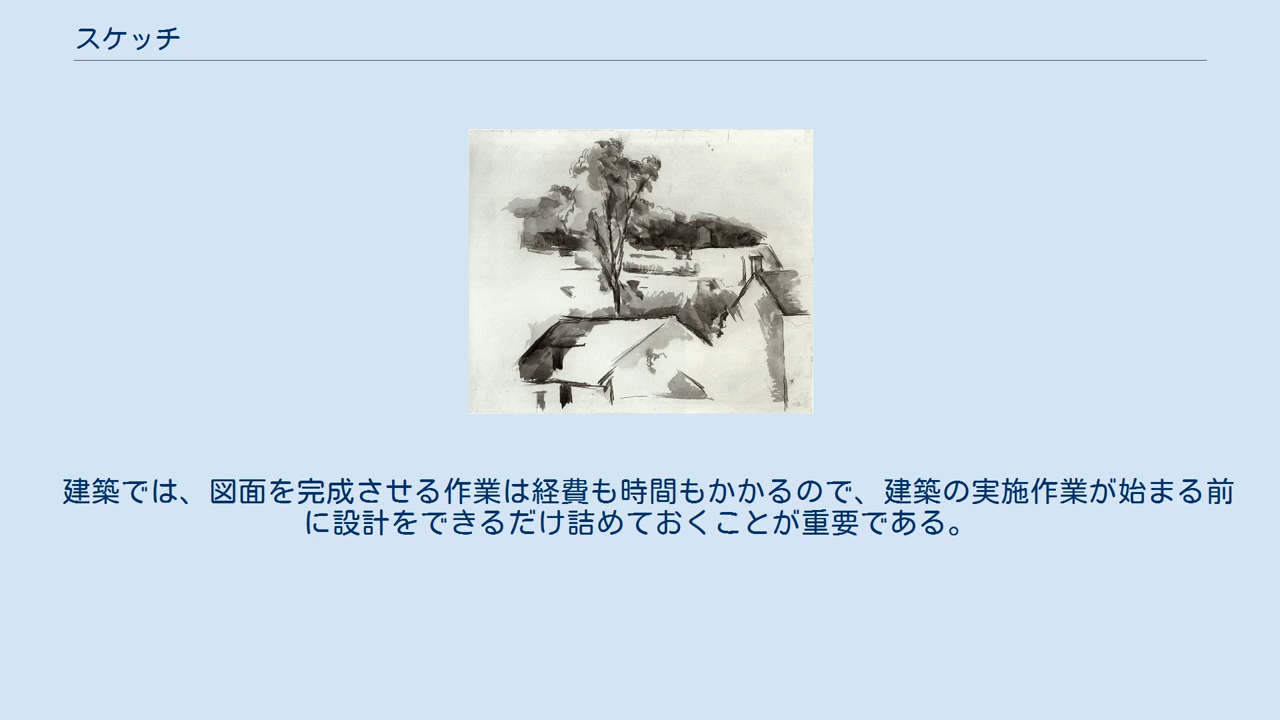 スケッチ
建築では、図面を完成させる作業は経費も時間もかかるので、建築の実施作業が始まる前
に設計をできるだけ詰めておくことが重要である。